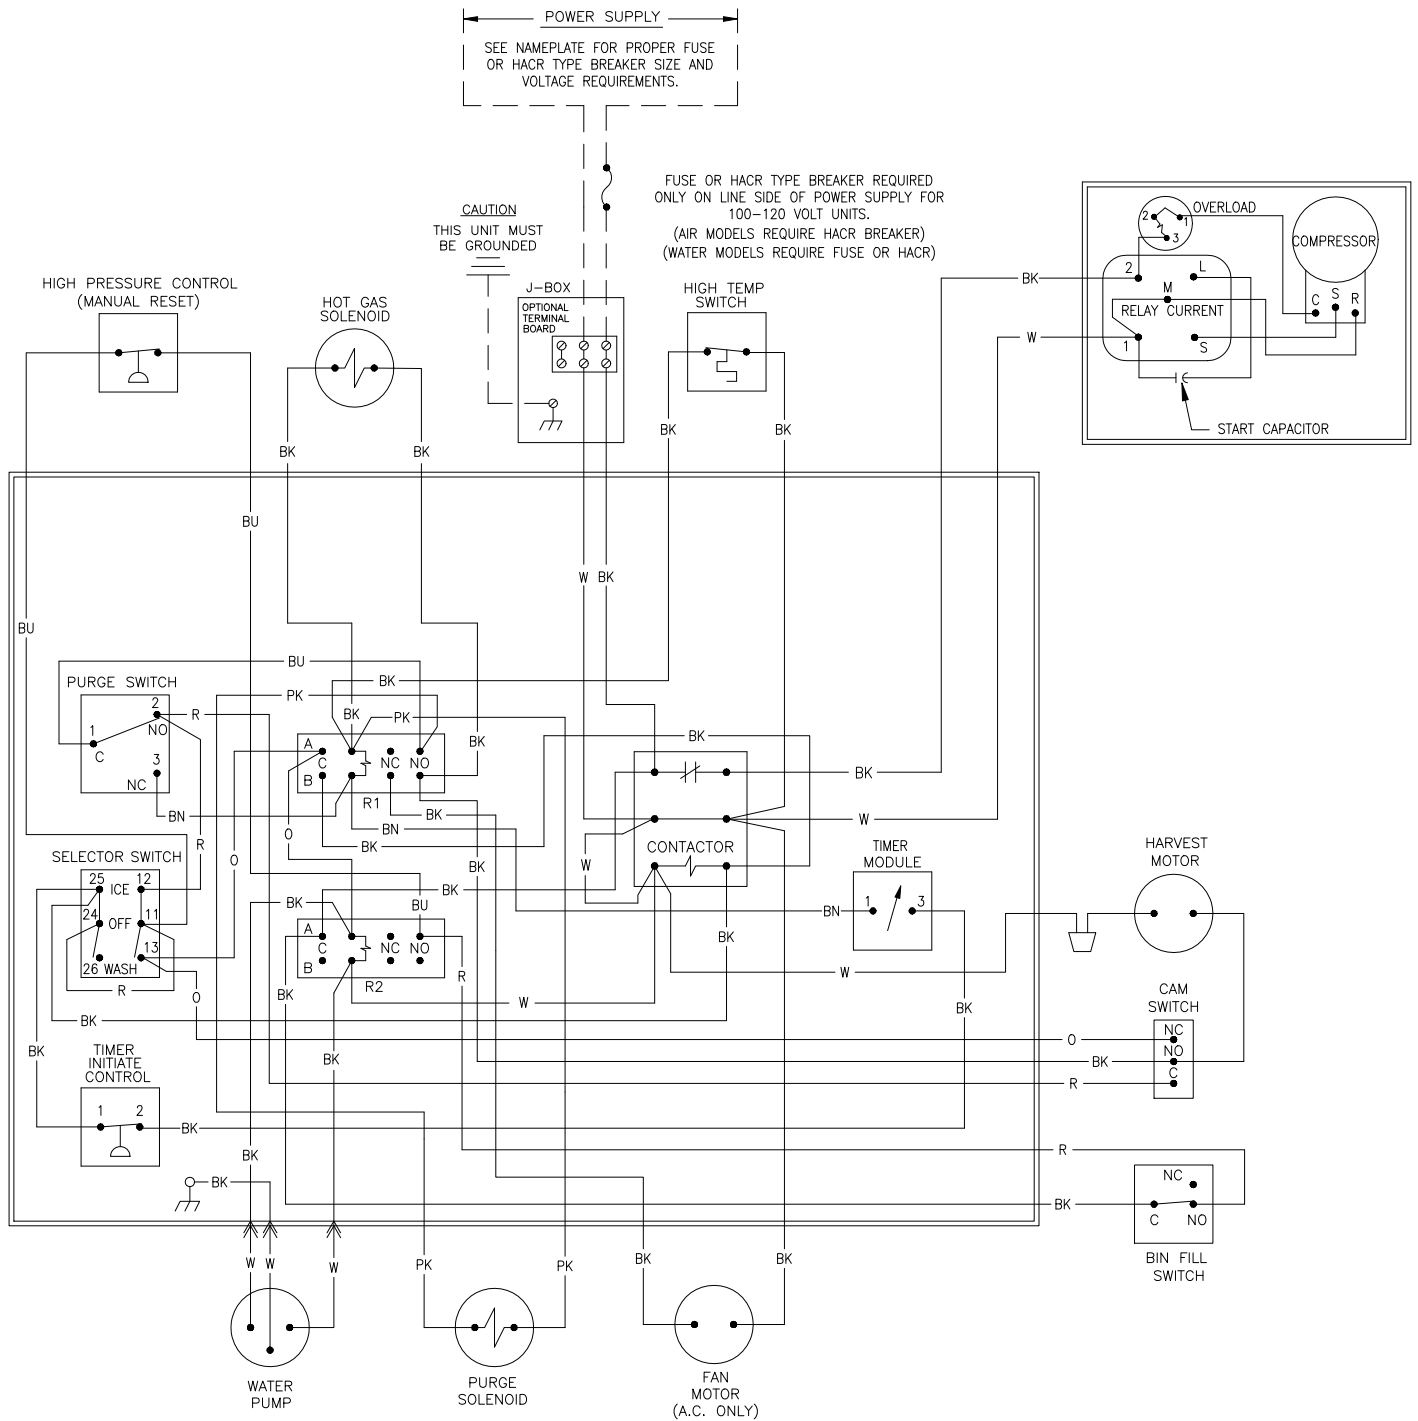 POWER SUPPLY
SEE NAMEPLATE FOR PROPER FUSE
OR HACR TYPE BREAKER SIZE AND
VOLTAGE REQUIREMENTS.
FUSE OR HACR TYPE BREAKER REQUIRED
ONLY ON LINE SIDE OF POWER SUPPLY FOR
100-120 VOLT UNITS.
(AIR MODELS REQUIRE HACR BREAKER)
(WATER MODELS REQUIRE FUSE OR HACR)
CAUTION
THIS UNIT MUST
BE GROUNDED
2
1
3
OVERLOAD
COMPRESSOR
C S R
2
L
M
RELAY CURRENT
1
S
START CAPACITOR
BK
W
HIGH PRESSURE CONTROL
(MANUAL RESET)
HOT GAS
SOLENOID
J-BOX
OPTIONAL
TERMINAL
BOARD
HIGH TEMP
SWITCH
BK
BK
BK
BK
BU
W BK
BU
BU
BK
PK
BK
PK
PURGE SWITCH
2
NO
1
C
3
NC
R
BN
R
A
C
NC
NO
B
R1
BK
BK
BK
BN
BK
BK
BK
W
CONTACTOR
W
O
O
BK
SELECTOR SWITCH
25 ICE 12
24 OFF 11
13
26 WASH
R
O
BK
BK
BU
A
C
NC
NO
B
R2
R
BK
W
BK
W
BN
TIMER
MODULE
1
3
BK
HARVEST
MOTOR
CAM
SWITCH
NC
NO
C
O
BK
R
BK
BK
TIMER
INITIATE
CONTROL
1
2
BK
BK
BK
R
BK
NC
C
NO
BIN FILL
SWITCH
W
W
W
PK
PK
BK
BK
WATER
PUMP
PURGE
SOLENOID
FAN
MOTOR
(A.C. ONLY)